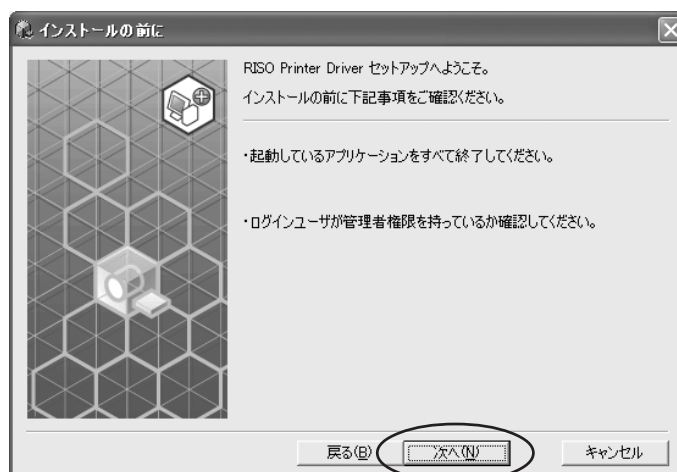 インストールの前に
RISO Printer Driver セットアップへようこそ。
インストールの前に下記事項をご確認ください。
・起動しているアプリケーションをすべて終了してください。
・ログインユーザが管理者権限を持っているか確認してください。
戻る(B) 次へ(N) キャンセル